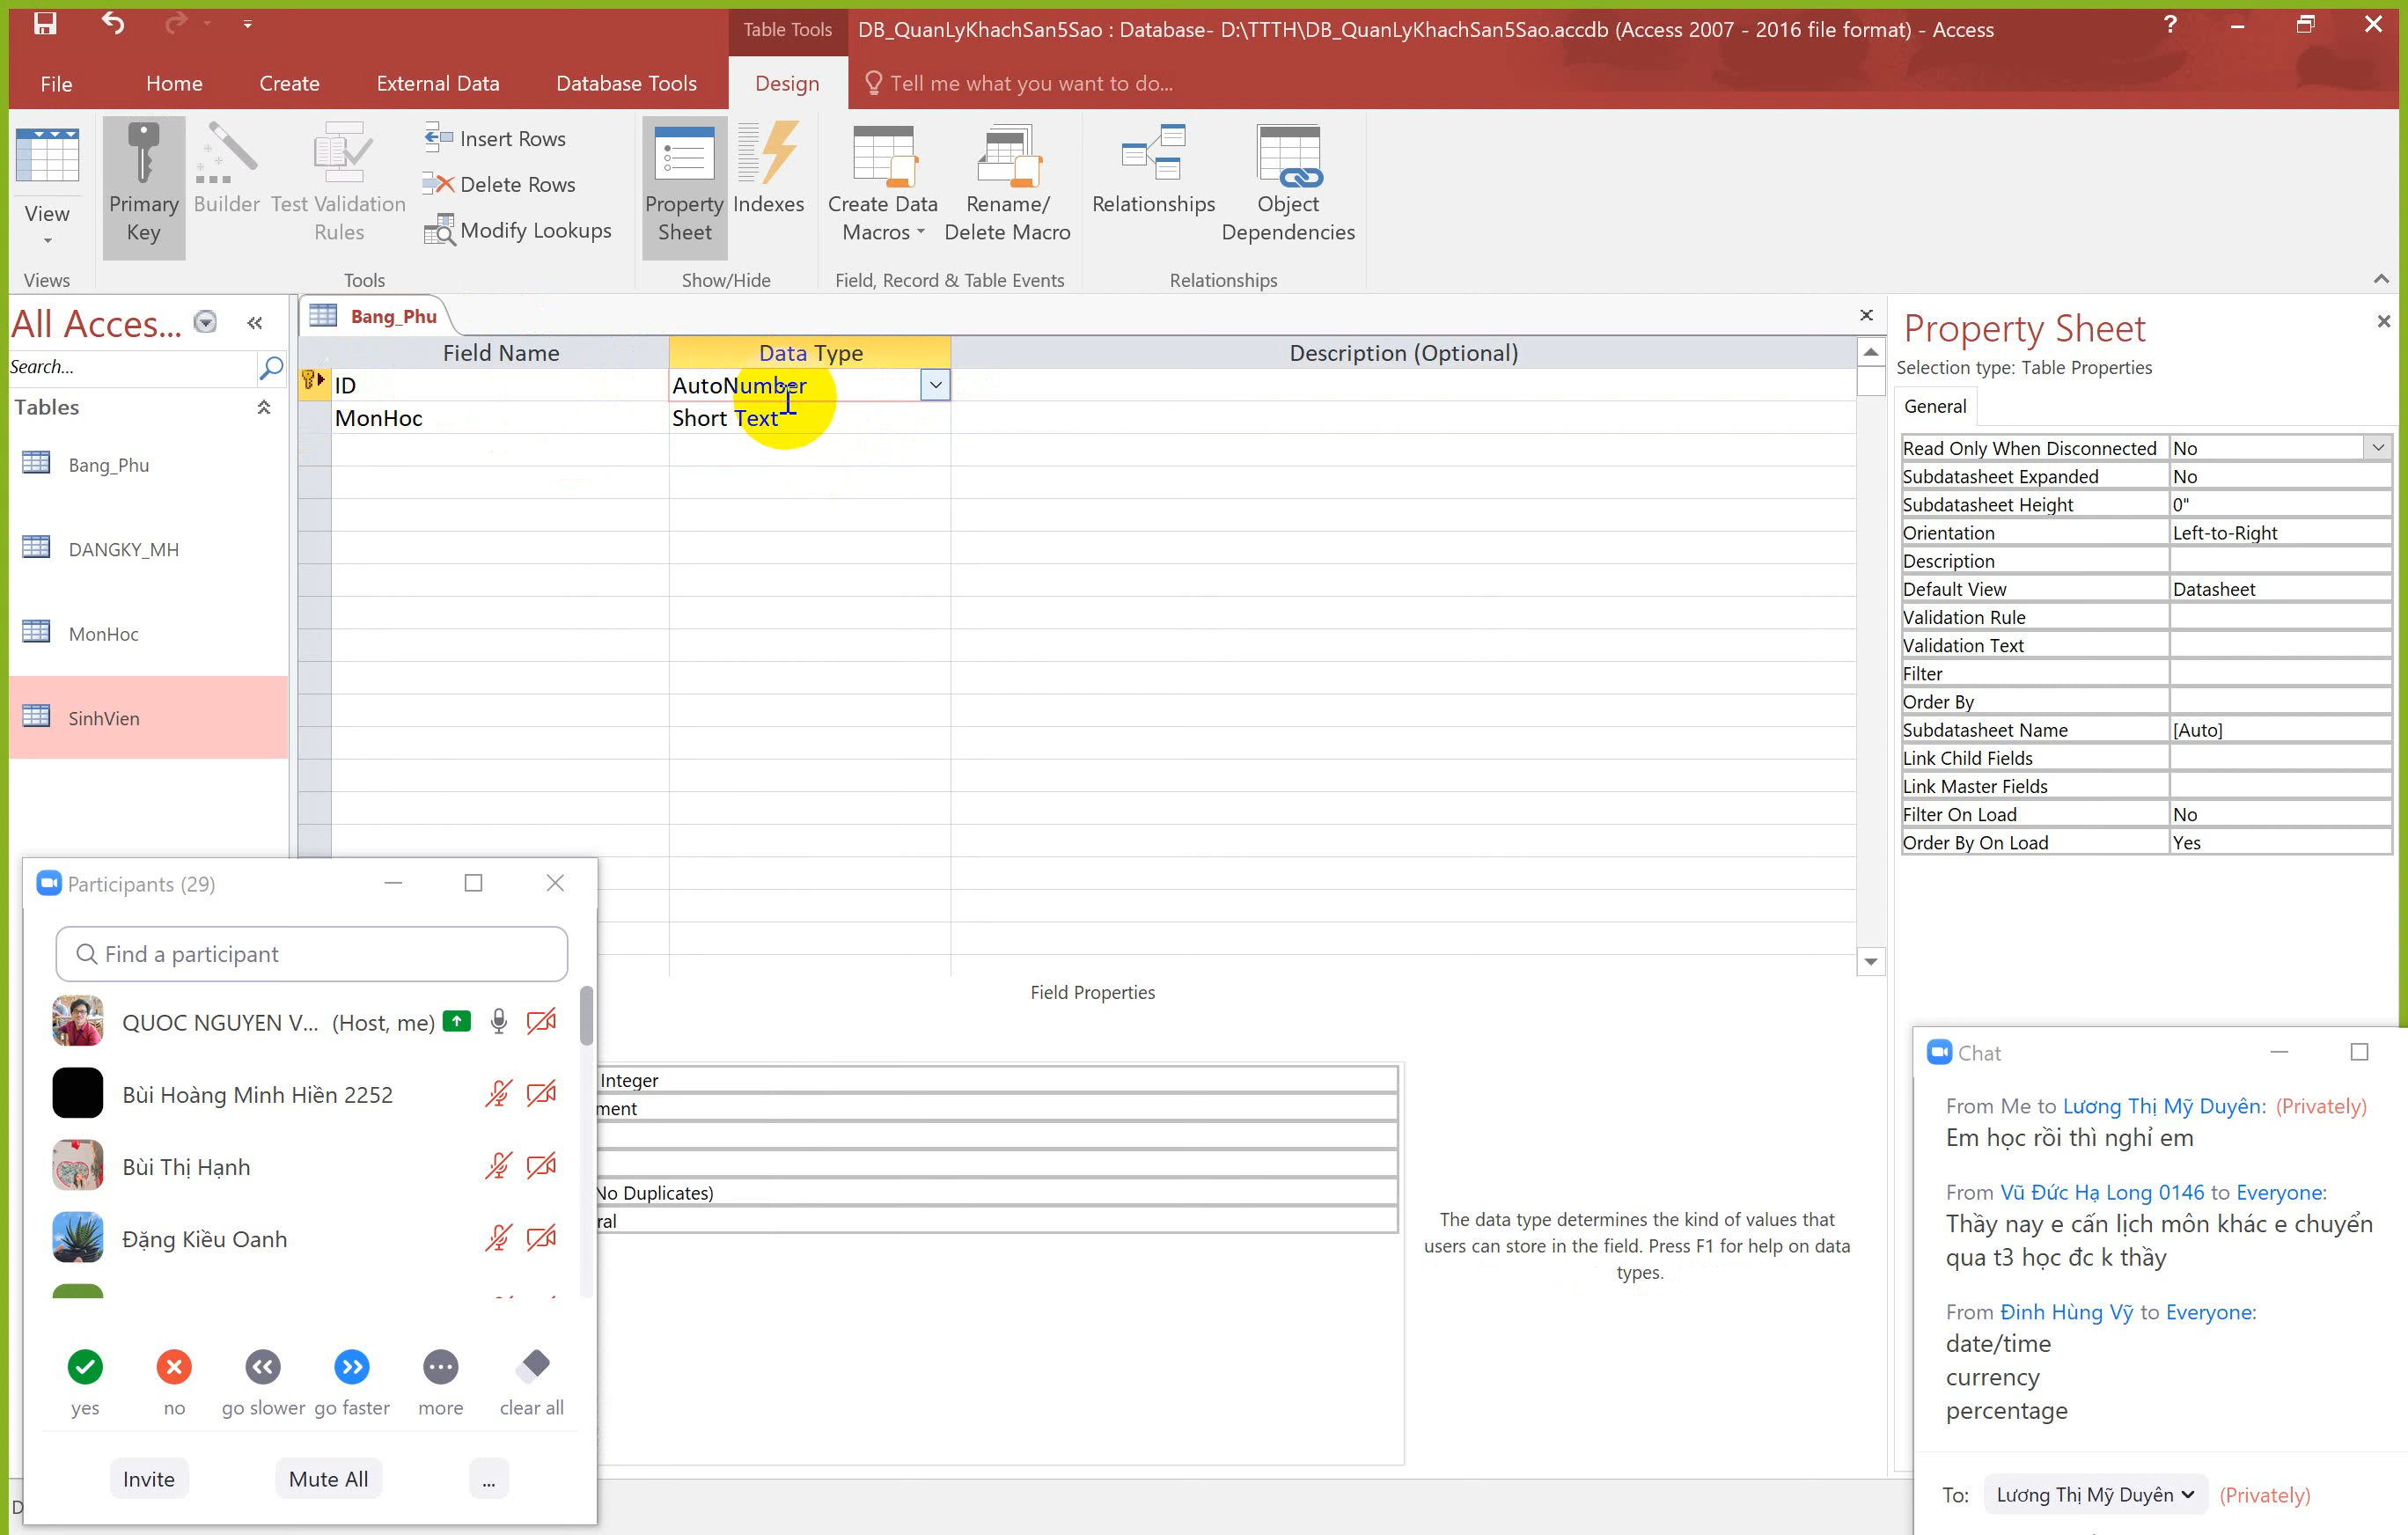 Table Tools
DB_QuanLyKhachSan5Sao : Database- D:\TTTH\DB_QuanLyKhachSan5Sao.accdb (Access 2007 - 2016 file format) - Access
?
File
Home
Create
External Data
Database Tools
Design
Tell me what you want to do...
View
Primary
Key
Builder
Test Validation
Rules
Insert Rows
Delete Rows
Modify Lookups
Property
Sheet
Indexes
Create Data
Macros
Rename/
Delete Macro
Relationships
Object
Dependencies
Views
Tools
Show/Hide
Field, Record & Table Events
Relationships
All Acces...
Search...
Tables
Bang_Phu
DANGKY_MH
MonHoc
SinhVien
Bang_Phu
Field Name
Data Type
Description (Optional)
ID
AutoNumber
MonHoc
Short Text
Field Properties
Integer
ment
No Duplicates)
ral
The data type determines the kind of values that
users can store in the field. Press F1 for help on data
types.
Property Sheet
Selection type: Table Properties
General
Read Only When Disconnected No
Subdatasheet Expanded No
Subdatasheet Height 0"
Orientation Left-to-Right
Description
Default View Datasheet
Validation Rule
Validation Text
Filter
Order By
Subdatasheet Name [Auto]
Link Child Fields
Link Master Fields
Filter On Load No
Order By On Load Yes
Participants (29)
Find a participant
QUOC NGUYEN V... (Host, me)
Bùi Hoàng Minh Hiền 2252
Bùi Thị Hạnh
Đặng Kiều Oanh
yes
no
go slower
go faster
more
clear all
Invite
Mute All
...
D
Chat
From Me to Lương Thị Mỹ Duyên: (Privately)
Em học rồi thì nghỉ em
From Vũ Đức Hạ Long 0146 to Everyone:
Thầy nay e cấn lịch môn khác e chuyển
qua t3 học đc k thầy
From Đinh Hùng Vỹ to Everyone:
date/time
currency
percentage
To: Lương Thị Mỹ Duyên (Privately)